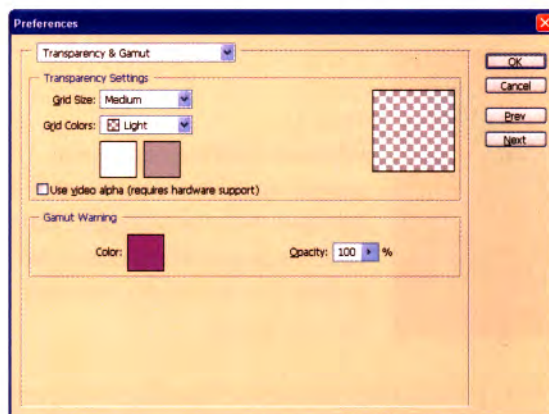 Preferences
Transparency & Gamut
Transparency Settings
Grid Size: Medium
Grid Colors: Light
Use video alpha (requires hardware support)
Gamut Warning
Color:
Opacity: 100 %
OK
Cancel
Prev
Next